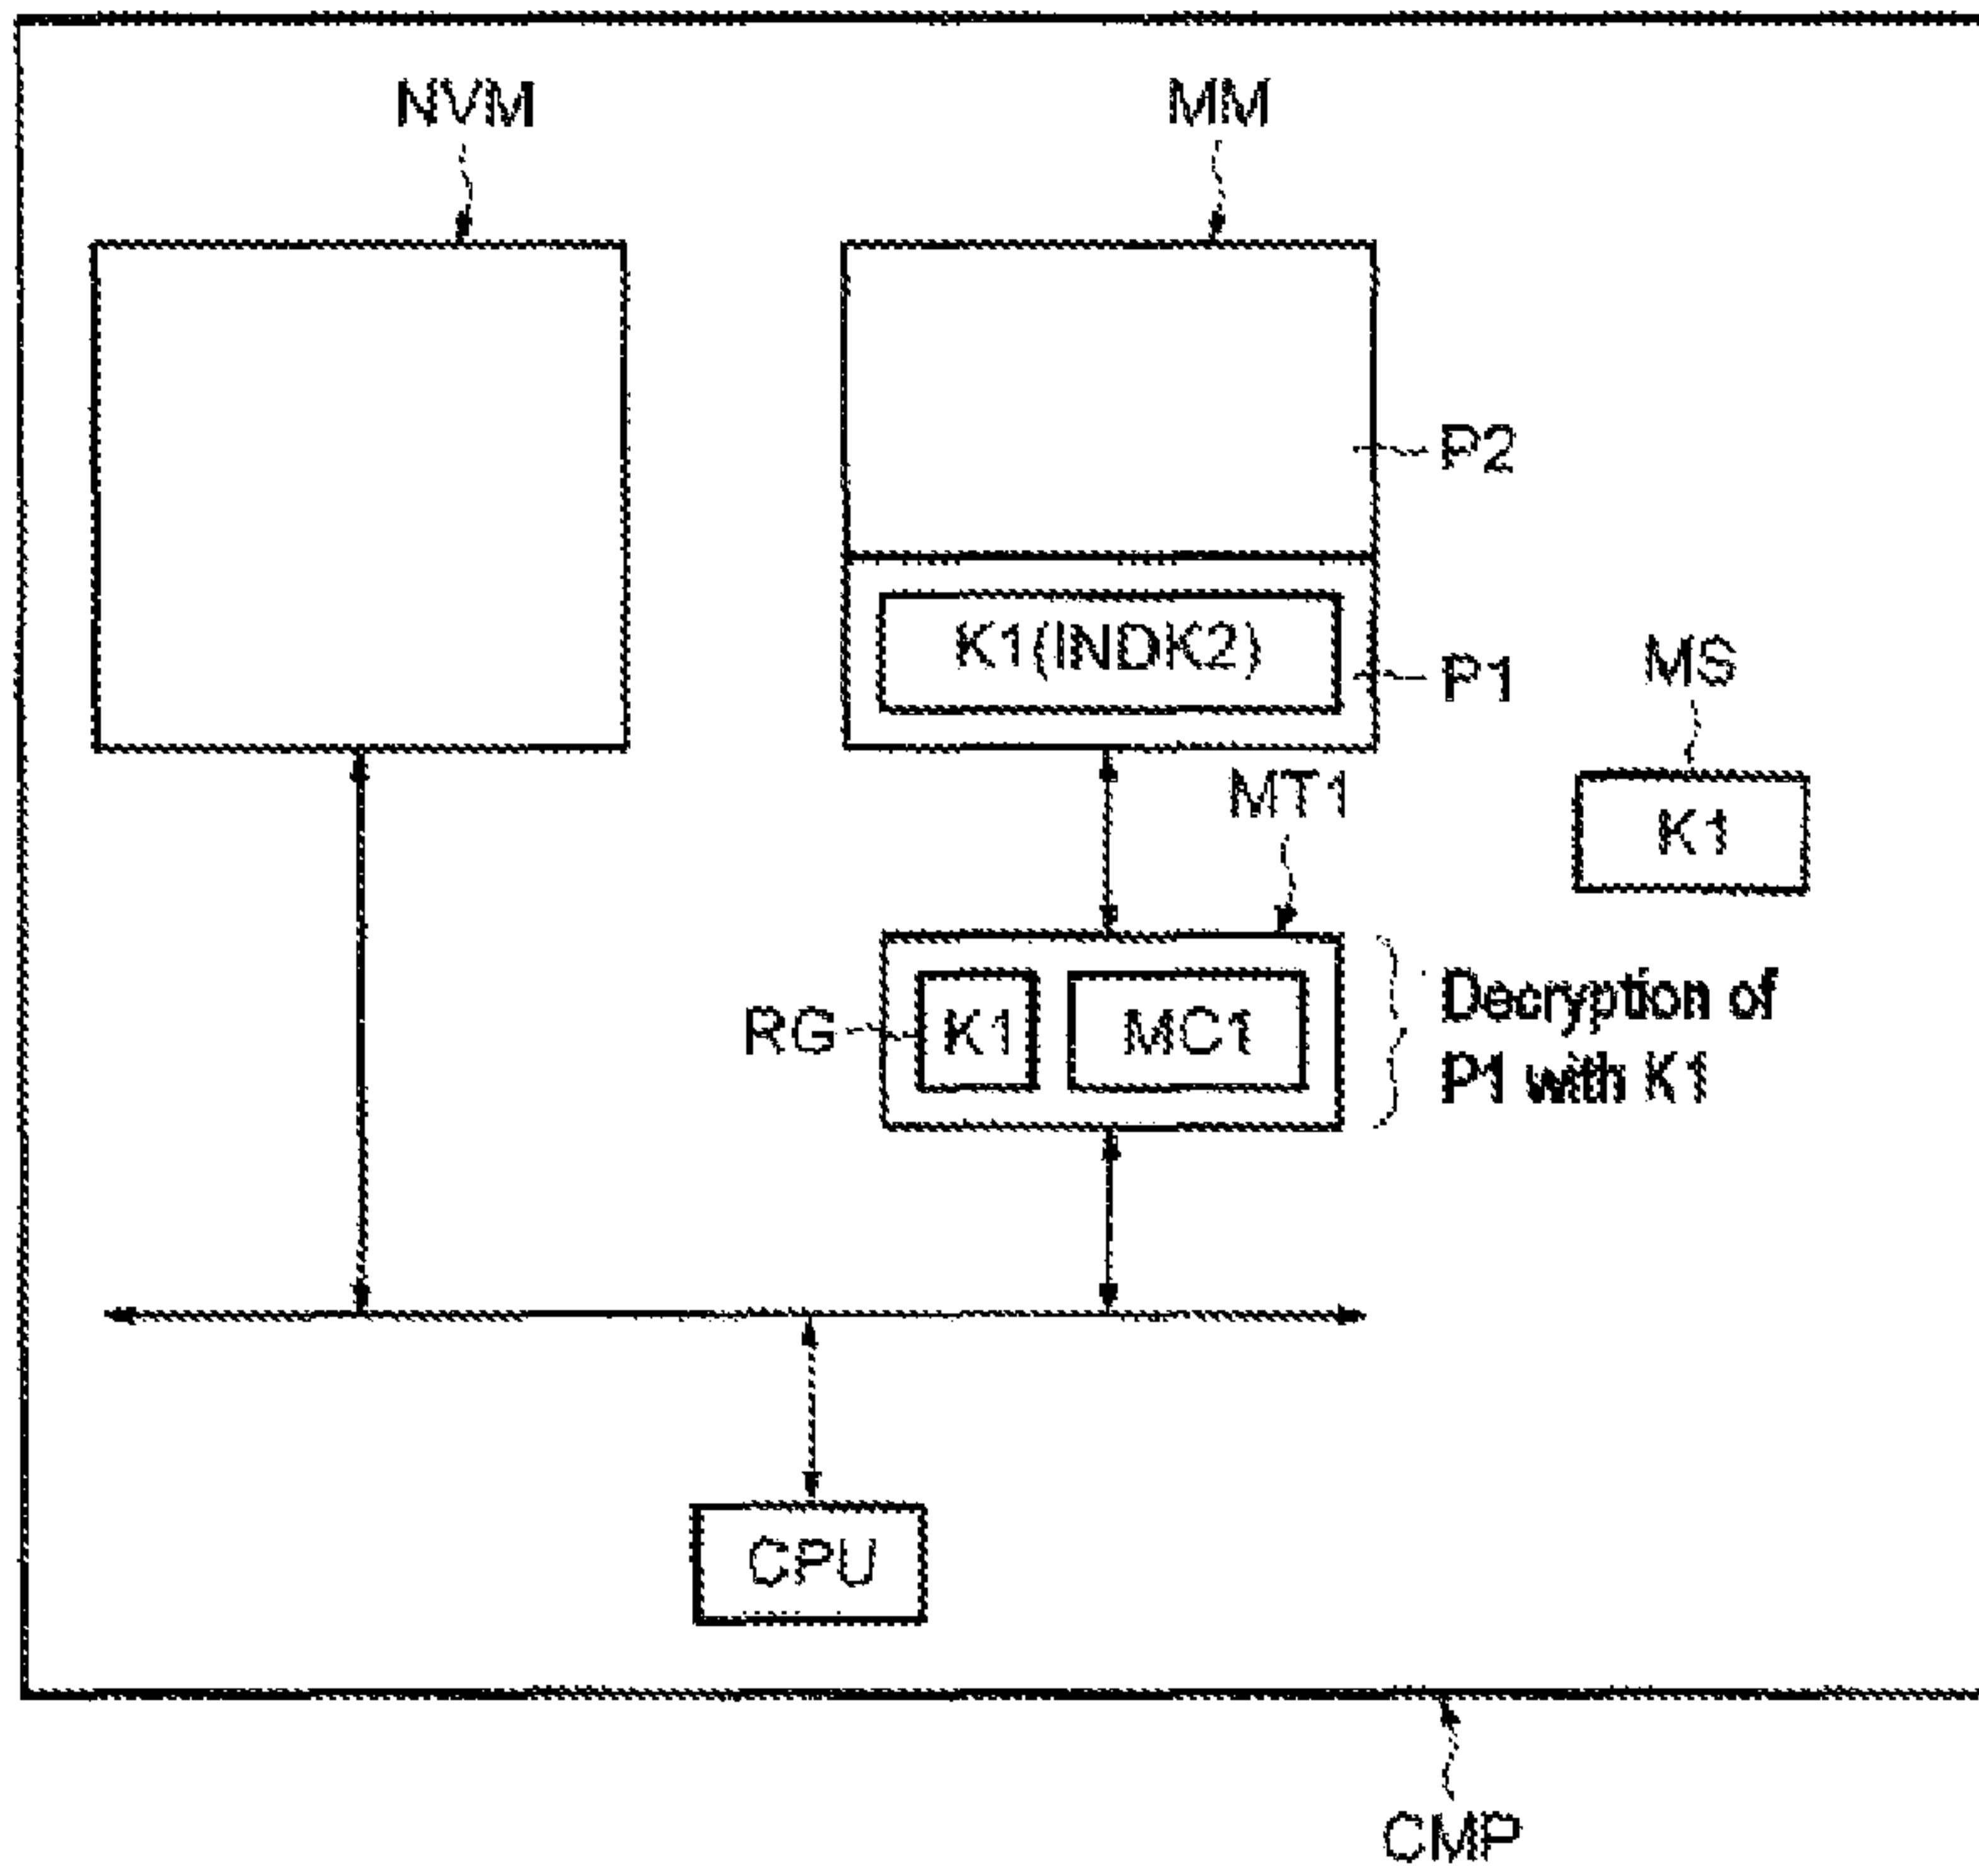 NVM
MM
P2
K1(INDK2)
P1
MS
MT1
K1
RG
K1
MC1
Decryption of
P1 with K1
CPU
CMP